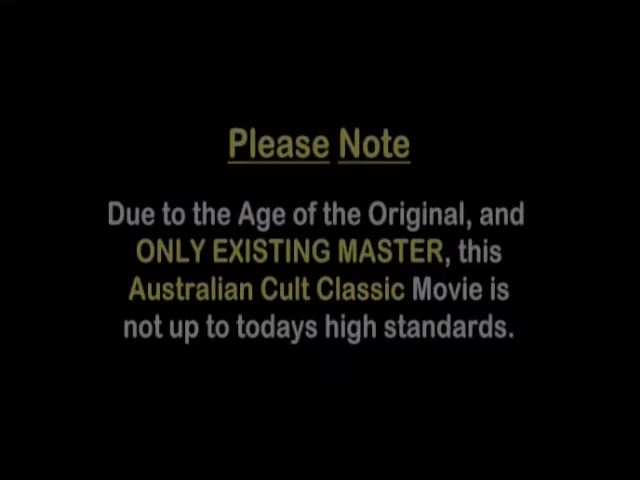 Please Note
Due to the Age of the Original, and
ONLY EXISTING MASTER, this
Australian Cult Classic Movie is
not up to todays high standards.